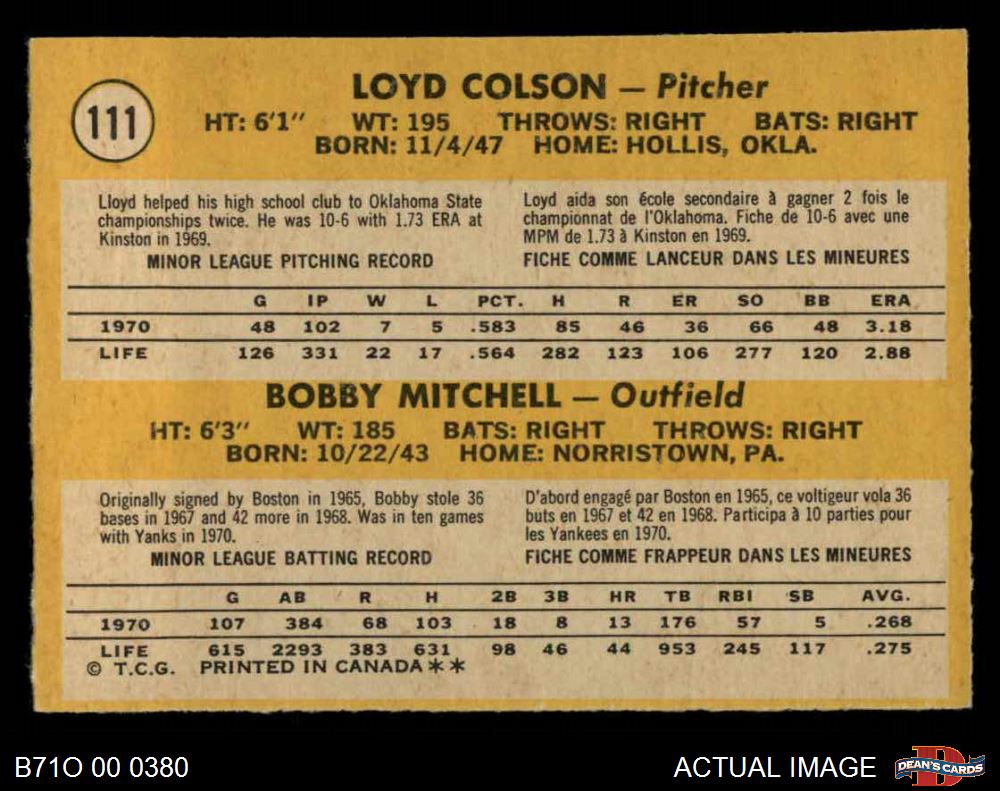 111
LOYD COLSON — Pitcher
HT: 6'1" WT: 195 THROWS: RIGHT BATS: RIGHT
BORN: 11/4/47 HOME: HOLLIS, OKLA.
Lloyd helped his high school club to Oklahoma State
championships twice. He was 10-6 with 1.73 ERA at
Kinston in 1969.
MINOR LEAGUE PITCHING RECORD
Loyd aida son école secondaire à gagner 2 fois le
championnat de l'Oklahoma. Fiche de 10-6 avec une
MPM de 1.73 à Kinston en 1969.
FICHE COMME LANCEUR DANS LES MINEURES
G IP W L PCT. H R ER SO BB ERA
1970 48 102 7 5 .583 85 46 36 66 48 3.18
LIFE 126 331 22 17 .564 282 123 106 277 120 2.88
BOBBY MITCHELL — Outfield
HT: 6'3" WT: 185 BATS: RIGHT THROWS: RIGHT
BORN: 10/22/43 HOME: NORRISTOWN, PA.
Originally signed by Boston in 1965, Bobby stole 36
bases in 1967 and 42 more in 1968. Was in ten games
with Yanks in 1970.
MINOR LEAGUE BATTING RECORD
D'abord engagé par Boston en 1965, ce voltigeur vola 36
buts en 1967 et 42 en 1968. Participa à 10 parties pour
les Yankees en 1970.
FICHE COMME FRAPPEUR DANS LES MINEURES
G AB R H 2B 3B HR TB RBI SB AVG.
1970 107 384 68 103 18 8 13 176 57 5 .268
LIFE 615 2293 383 631 98 46 44 953 245 117 .275
© T.C.G. PRINTED IN CANADA * *
B71O 00 0380
ACTUAL IMAGE
DEAN'S CARDS